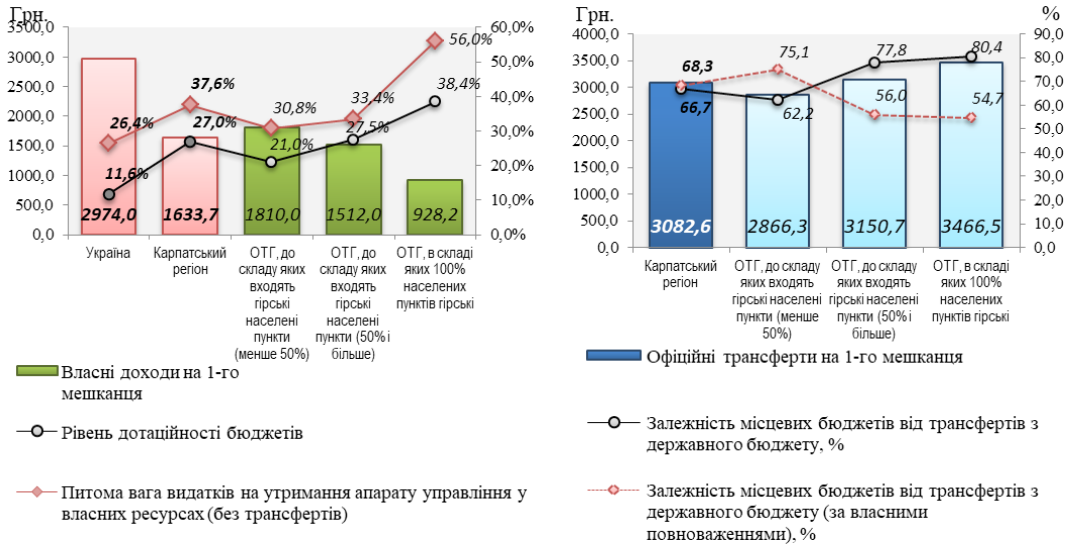 Грн.
3500,0
3000,0
2500,0
2000,0
1500,0
1000,0
500,0
0,0
60,0%
50,0%
40,0%
30,0%
20,0%
10,0%
0,0%
26,4%
37,6%
30,8%
33,4%
56,0%
11,6%
27,0%
21,0%
27,5%
38,4%
2974,0
1633,7
1810,0
1512,0
928,2
Україна
Карпатський
регіон
ОТГ, до
складу яких
входять
гірські
населені
пункти
(менше 50%)
ОТГ, до
складу яких
входять
гірські
населені
пункти (50% і
більше)
ОТГ, в складі
яких 100%
населених
пунктів гірські
Власні доходи на 1-го
мешканця
Рівень дотаційності бюджетів
Питома вага видатків на утримання апарату управління у
власних ресурсах (без трансфертів)
Грн.
%
4000,0
3500,0
3000,0
2500,0
2000,0
1500,0
1000,0
500,0
0,0
90,0
80,0
70,0
60,0
50,0
40,0
30,0
20,0
10,0
0,0
68,3
75,1
77,8
80,4
66,7
62,2
56,0
54,7
3082,6
2866,3
3150,7
3466,5
Карпатський
регіон
ОТГ, до складу
яких входять
гірські населені
пункти (менше
50%)
ОТГ, до складу
яких входять
гірські населені
пункти (50% і
більше)
ОТГ, в складі
яких 100%
населених
пунктів гірські
Офіційні трансферти на 1-го мешканця
Залежність місцевих бюджетів від трансфертів з
державного бюджету, %
Залежність місцевих бюджетів від трансфертів з
державного бюджету (за власними
повноваженнями), %